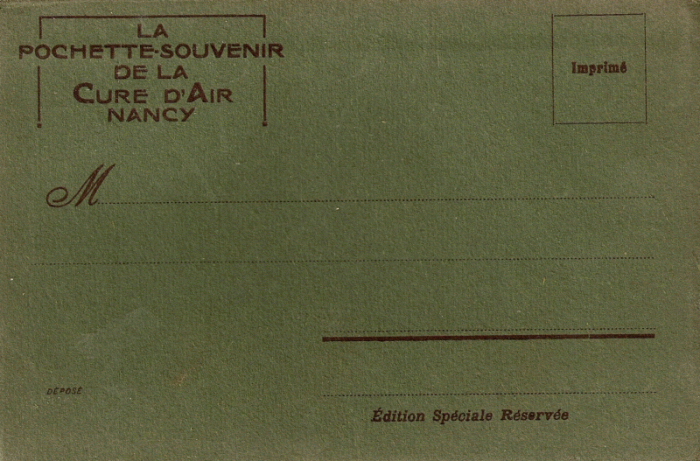 LA
POCHETTE-SOUVENIR
DE LA
CURE D'AIR
NANCY
Imprimé
M
DÉPOSÉ
Édition Spéciale Réservée